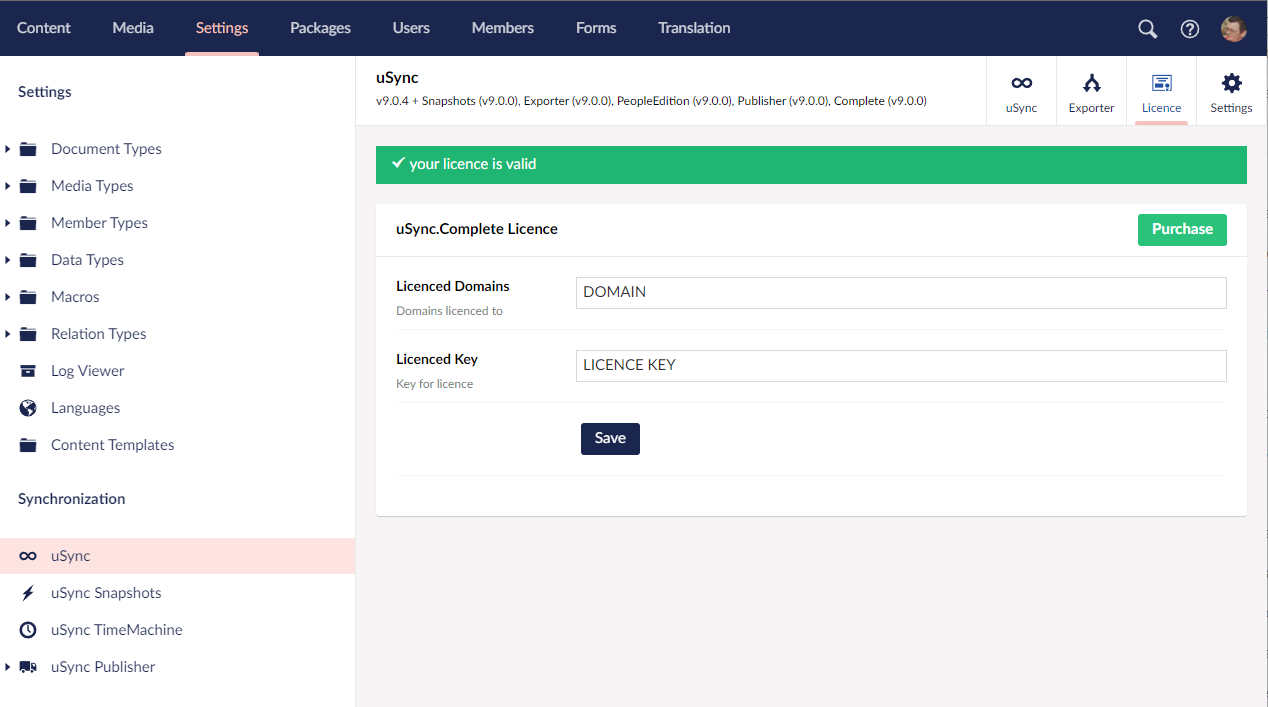 Content Media Settings Packages Users Members Forms Translation
Settings
Document Types
Media Types
Member Types
Data Types
Macros
Relation Types
Log Viewer
Languages
Content Templates
Synchronization
uSync
uSync Snapshots
uSync TimeMachine
uSync Publisher
uSync
v9.0.4 + Snapshots (v9.0.0), Exporter (v9.0.0), PeopleEdition (v9.0.0), Publisher (v9.0.0), Complete (v9.0.0)
uSync Exporter Licence Settings
your licence is valid
uSync.Complete Licence
Purchase
Licenced Domains
DOMAIN
Domains licenced to
Licenced Key
LICENCE KEY
Key for licence
Save